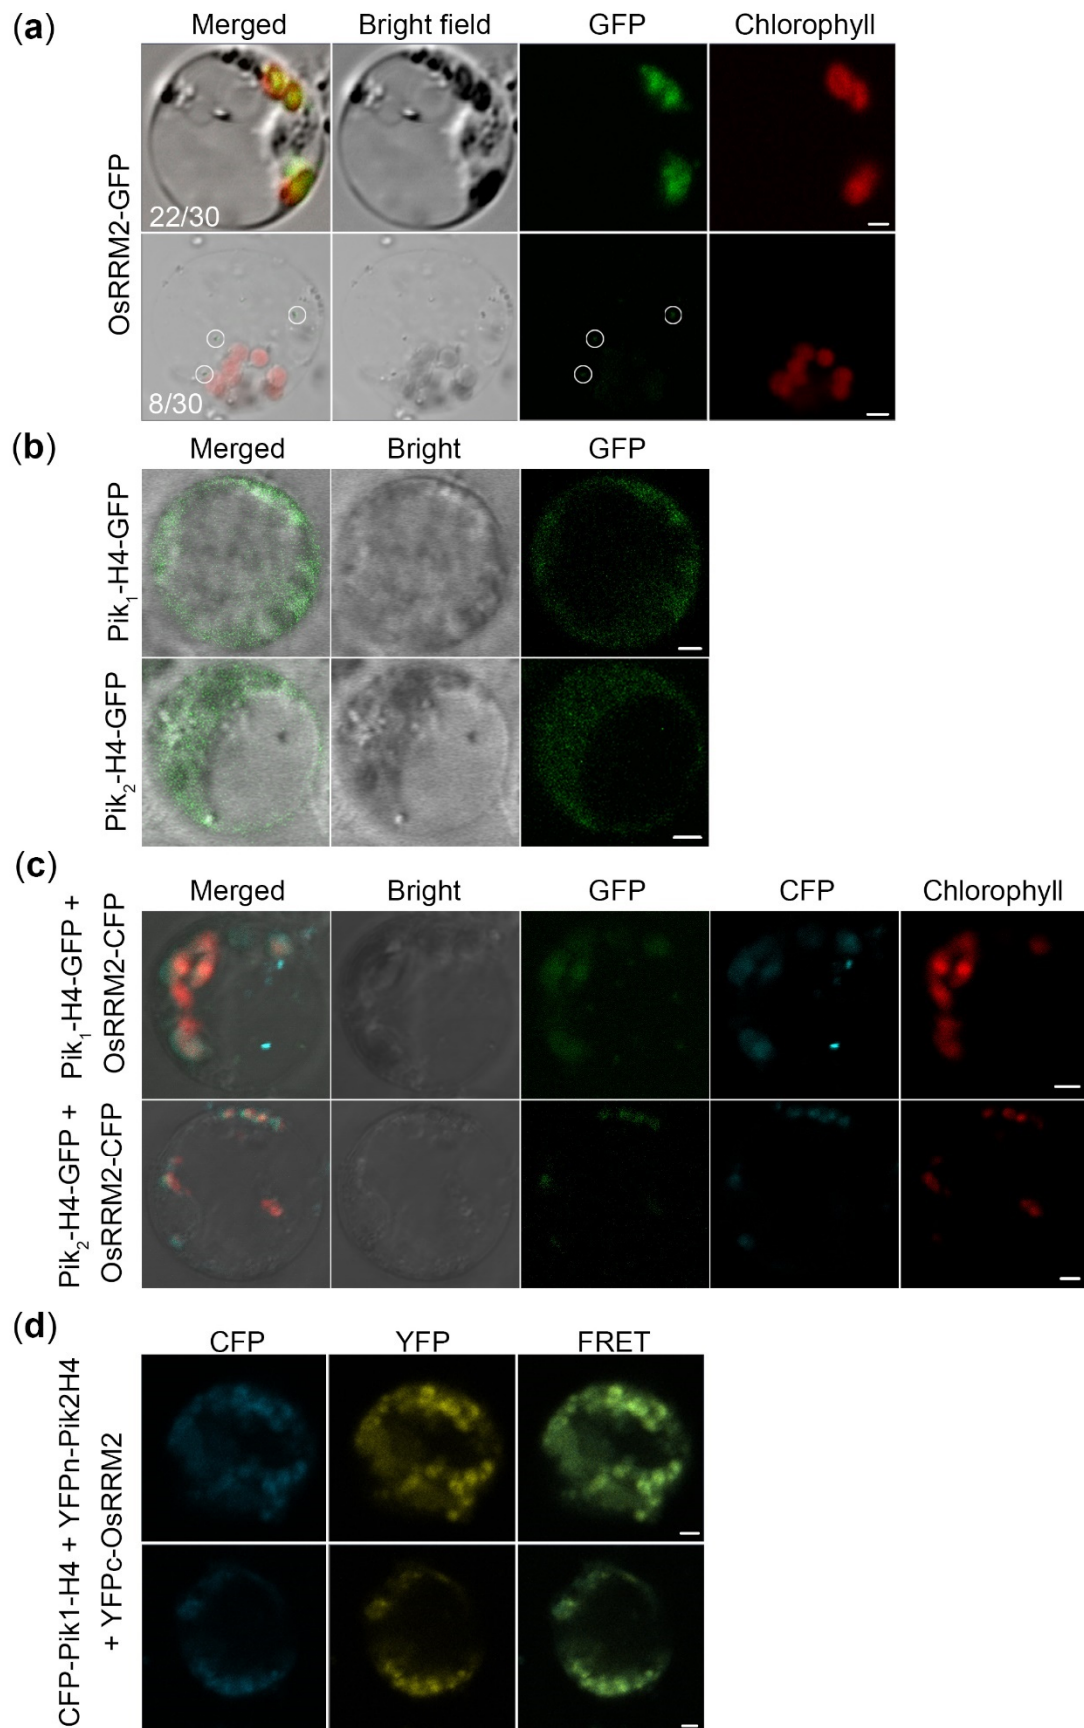 (a)
Merged Bright field GFP Chlorophyll
OsRRM2-GFP
22/30
8/30
(b)
Merged Bright GFP
Pik₁-H4-GFP
Pik₂-H4-GFP
(c)
Merged Bright GFP CFP Chlorophyll
Pik₁-H4-GFP +
OsRRM2-CFP
Pik₂-H4-GFP +
OsRRM2-CFP
(d)
CFP YFP FRET
CFP-Pik1-H4 + YFPn-Pik2H4
+ YFPc-OsRRM2